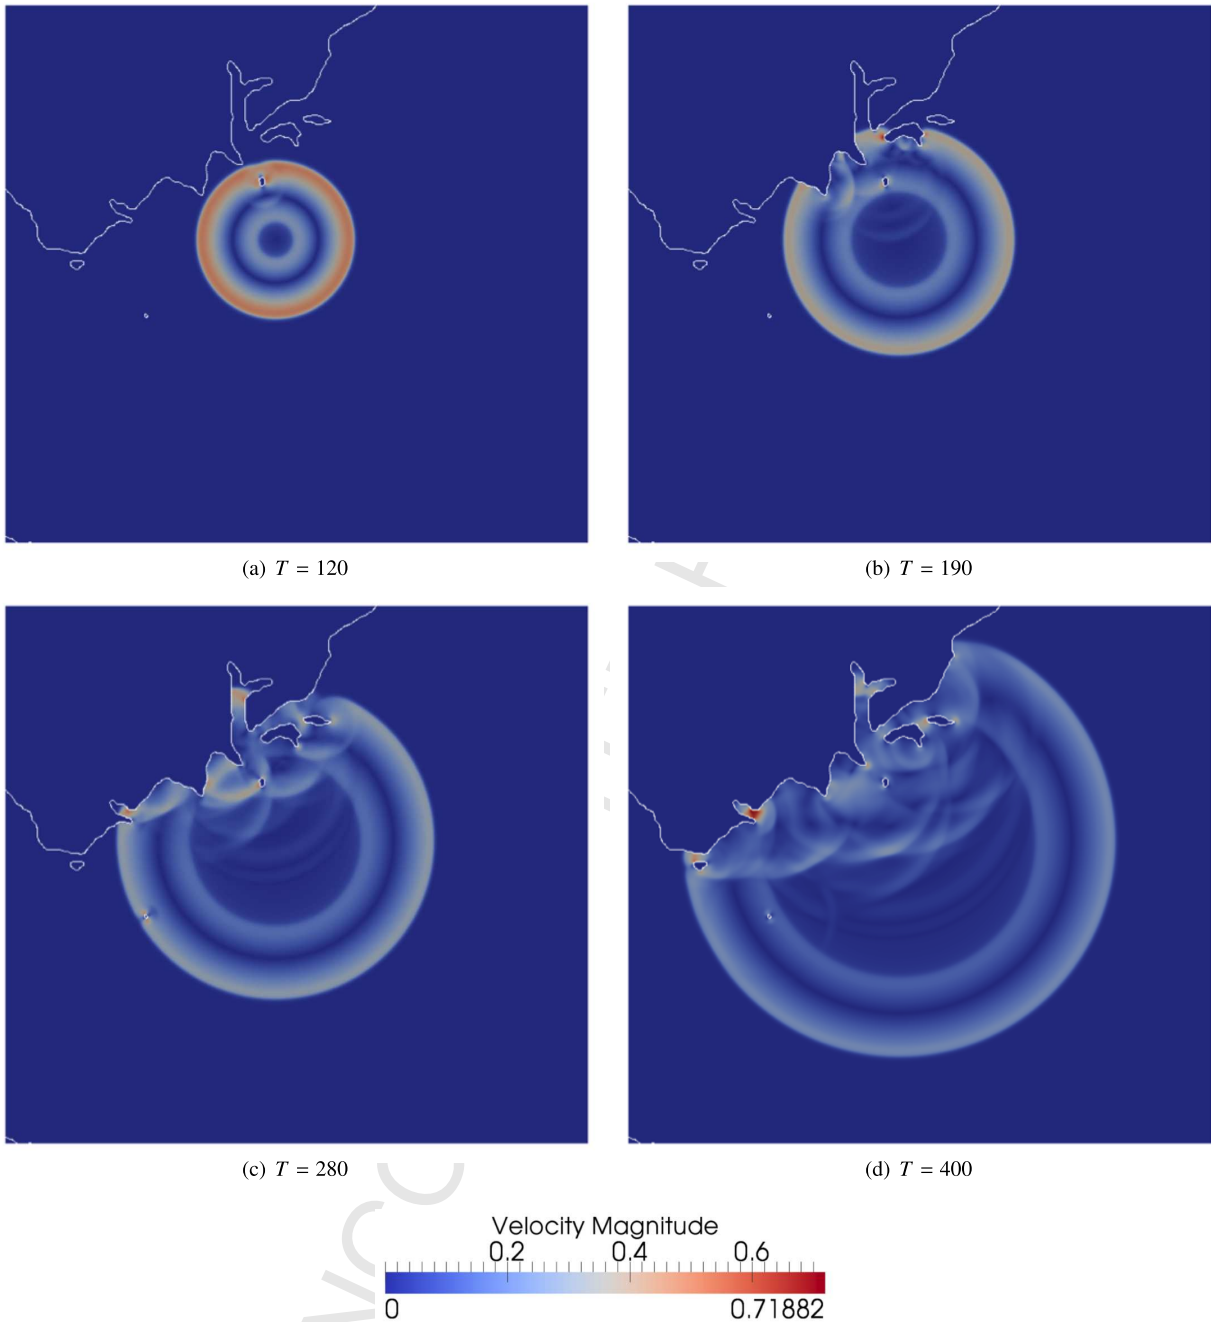 (a) T = 120
(b) T = 190
(c) T = 280
(d) T = 400
Velocity Magnitude
0.2 0.4 0.6
0 0.71882